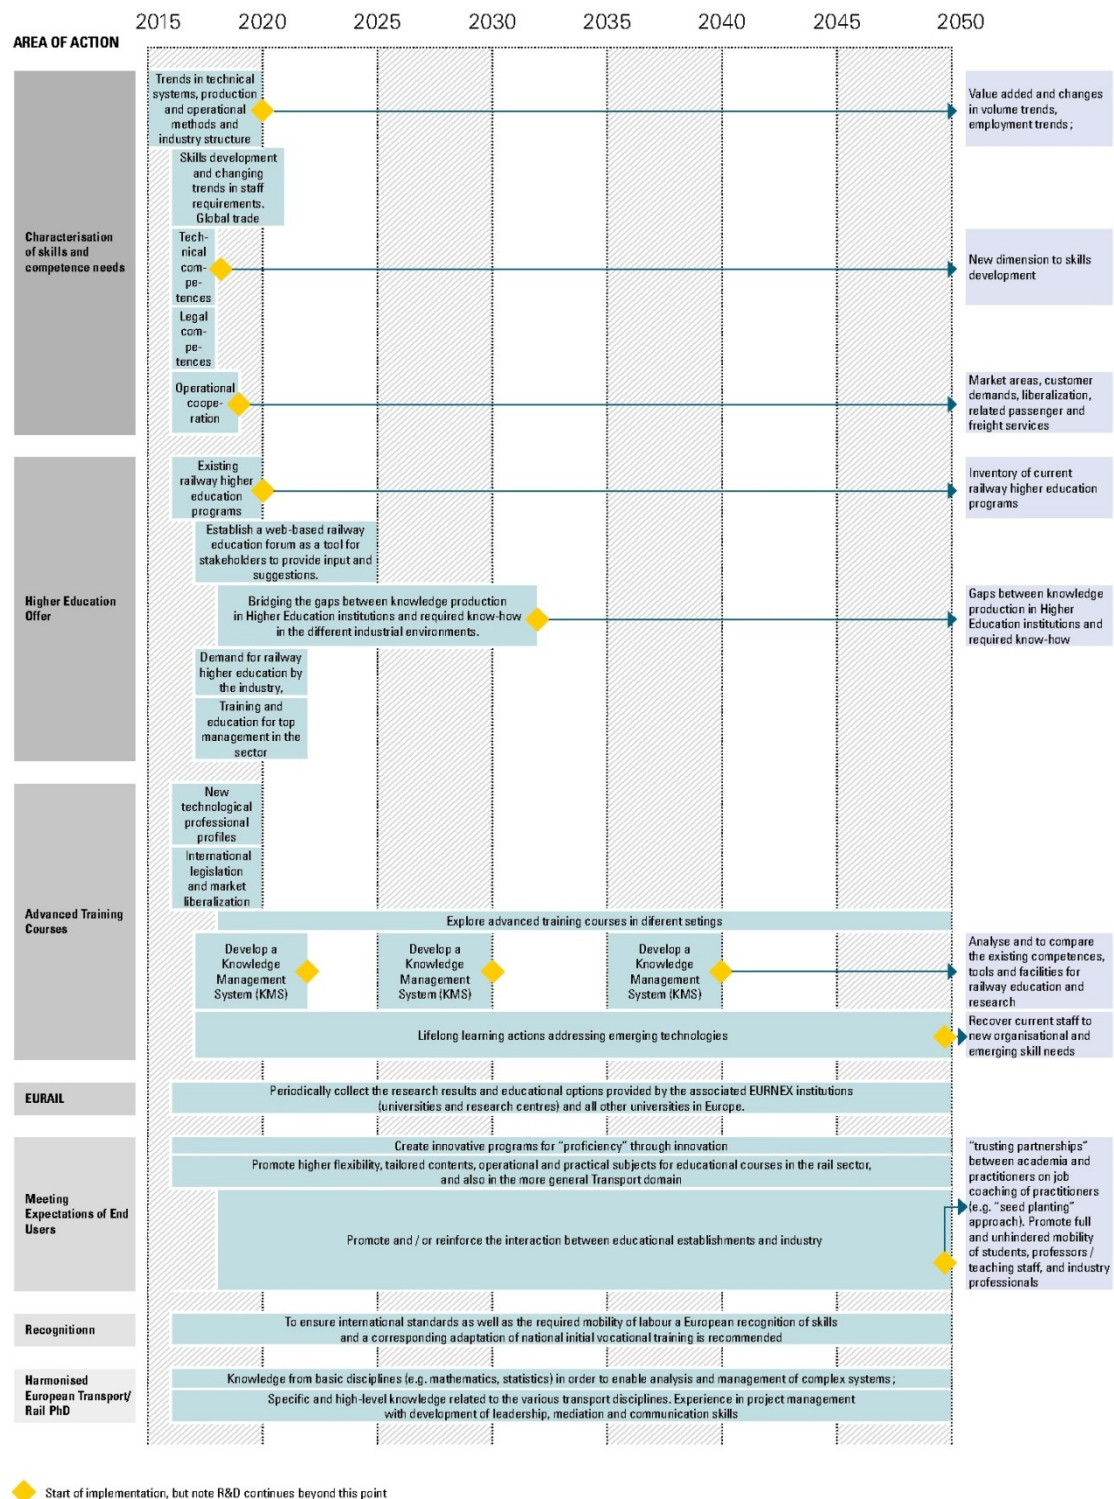 2015 2020 2025 2030 2035 2040 2045 2050
AREA OF ACTION
Characterisation
of skills and
competence needs
Trends in technical
systems, production
and operational
methods and
industry structure
Value added and changes
in volume trends,
employment trends;
Skills development
and changing
trends in staff
requirements.
Global trade
Tech-
nical
com-
pe-
tences
New dimension to skills
development
Legal
com-
pe-
tences
Operational
coope-
ration
Market areas, customer
demands, liberalization,
related passenger and
freight services
Higher Education
Offer
Existing
railway higher
education
programs
Inventory of current
railway higher education
programs
Establish a web-based railway
education forum as a tool for
stakeholders to provide input and
suggestions.
Bridging the gaps between knowledge production
in Higher Education institutions and required know-how
in the different industrial environments.
Gaps between knowledge
production in Higher
Education institutions and
required know-how
Demand for railway
higher education by
the industry,
Training and
education for top
management in the
sector
Advanced Training
Courses
New
technological
professional
profiles
International
legislation
and market
liberalization
Explore advanced training courses in diferent setings
Develop a
Knowledge
Management
System (KMS)
Develop a
Knowledge
Management
System (KMS)
Develop a
Knowledge
Management
System (KMS)
Analyse and to compare
the existing competences,
tools and facilities for
railway education and
research
Lifelong learning actions addressing emerging technologies
Recover current staff to
new organisational and
emerging skill needs
EURAIL
Periodically collect the research results and educational options provided by the associated EURNEX institutions
(universities and research centres) and all other universities in Europe.
Meeting
Expectations of End
Users
Create innovative programs for "proficiency" through innovation
Promote higher flexibility, tailored contents, operational and practical subjects for educational courses in the rail sector,
and also in the more general Transport domain
Promote and / or reinforce the interaction between educational establishments and industry
"trusting partnerships"
between academia and
practitioners on job
coaching of practitioners
(e.g. "seed planting"
approach). Promote full
and unhindered mobility
of students, professors /
teaching staff, and industry
professionals
Recognitionn
To ensure international standards as well as the required mobility of labour a European recognition of skills
and a corresponding adaptation of national initial vocational training is recommended
Harmonised
European Transport/
Rail PhD
Knowledge from basic disciplines (e.g. mathematics, statistics) in order to enable analysis and management of complex systems;
Specific and high-level knowledge related to the various transport disciplines. Experience in project management
with development of leadership, mediation and communication skills
Start of implementation, but note R&D continues beyond this point